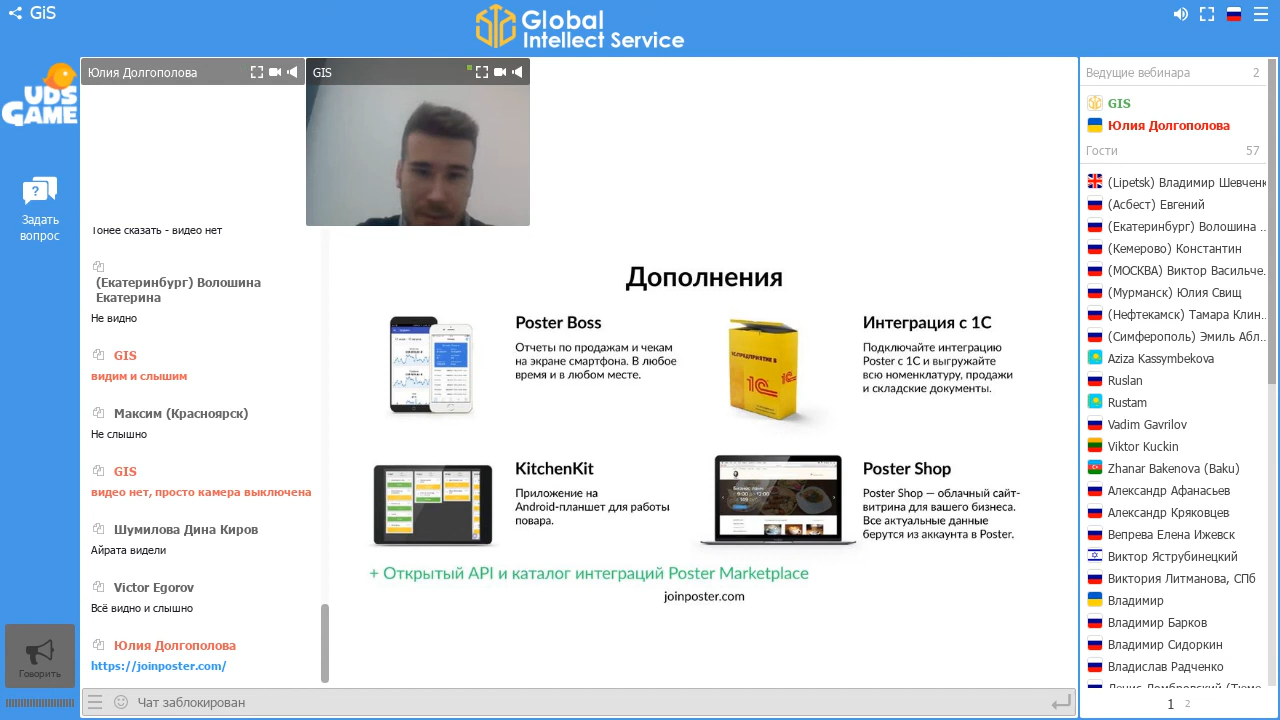 GiS
Global
Intellect Service
UDS
GAME
Задать
вопрос
Говорить
Юлия Долгополова
GIS
Тонее сказать - видео нет
(Екатеринбург) Волошина
Екатерина
Не видно
GIS
видим и слышим
Максим (Красноярск)
Не слышно
GIS
видео нет, просто камера выключена
Шумилова Дина Киров
Айрата видели
Victor Egorov
Всё видно и слышно
Юлия Долгополова
https://joinposter.com/
Чат заблокирован
Дополнения
Poster Boss
Отчеты по продажам и чекам
на экране смартфона. В любое
время и в любом месте.
Интеграция с 1С
Подключайте интеграцию
Poster с 1С и выгружайте
всю номенклатуру, продажи
и складские документы.
KitchenKit
Приложение на
Android-планшет для работы
повара.
Poster Shop
Poster Shop — облачный сайт-
витрина для вашего бизнеса.
Все актуальные данные
берутся из аккаунта в Poster.
+ Открытый API и каталог интеграций Poster Marketplace
joinposter.com
Ведущие вебинара 2
GIS
Юлия Долгополова
Гости 57
(Lipetsk) Владимир Шевченк
(Асбест) Евгений
(Екатеринбург) Волошина ...
(Кемерово) Константин
(МОСКВА) Виктор Васильче...
(Мурманск) Юлия Свищ
(Нефтекамск) Тамара Клин...
(Симферополь) Эмиль Абл...
Aziza Kassymbekova
Ruslan
Rustam
Vadim Gavrilov
Viktor Kuckin
Zhanat Bakenova (Baku)
Александр Афанасьев
Александр Кряковцев
Вепрева Елена Ижевск
Виктор Яструбинецкий
Виктория Литманова, СПб
Владимир
Владимир Барков
Владимир Сидоркин
Владислав Радченко
Денис Домбровский (Тюме...
1 2